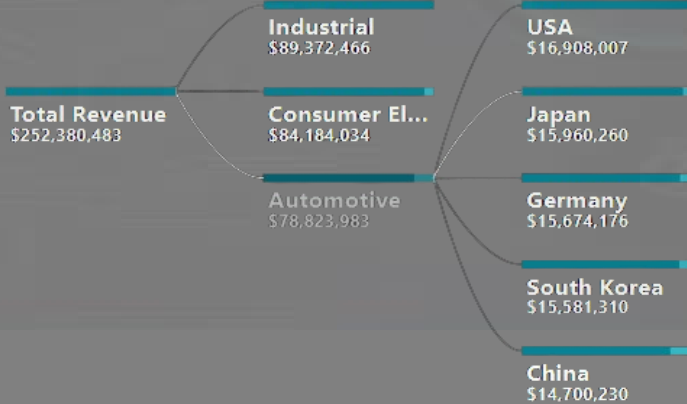 Total Revenue
$252,380,483
Industrial
$89,372,466
Consumer El...
$84,184,034
Automotive
$78,823,983
USA
$16,908,007
Japan
$15,960,260
Germany
$15,674,176
South Korea
$15,581,310
China
$14,700,230